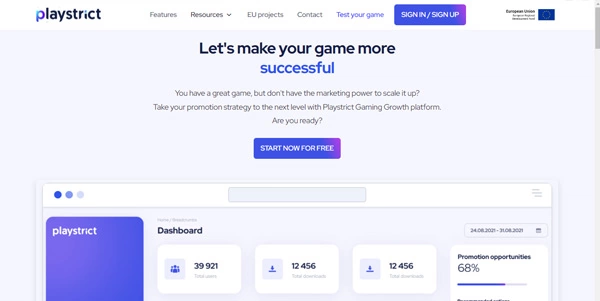 playstrict
Features
Resources
EU projects
Contact
Test your game
SIGN IN / SIGN UP
European Union
European Regional
Development Fund
Let's make your game more
successful
You have a great game, but don't have the marketing power to scale it up?
Take your promotion strategy to the next level with Playstrict Gaming Growth platform.
Are you ready?
START NOW FOR FREE
playstrict
Dashboard
24.08.2021 - 31.08.2021
39 921
Total users
12 456
Total downloads
12 456
Total downloads
Promotion opportunities
68%